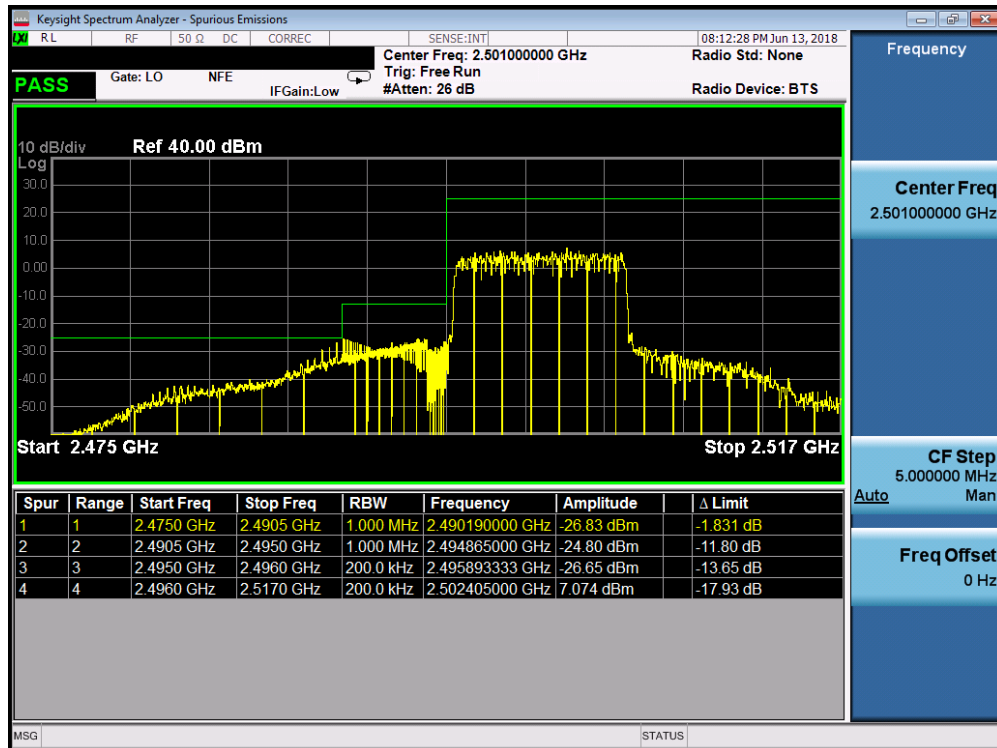 Keysight Spectrum Analyzer - Spurious Emissions
LXI RL RF 50 Ω DC CORREC SENSE:INT 08:12:28 PM Jun 13, 2018
Center Freq: 2.501000000 GHz Radio Std: None
Trig: Free Run
PASS Gate: LO NFE IFGain:Low #Atten: 26 dB Radio Device: BTS
10 dB/div Ref 40.00 dBm
Log
30.0
20.0
10.0
0.00
-10.0
-20.0
-30.0
-40.0
-50.0
Start 2.475 GHz Stop 2.517 GHz
Spur Range Start Freq Stop Freq RBW Frequency Amplitude Δ Limit
1 1 2.4750 GHz 2.4905 GHz 1.000 MHz 2.490190000 GHz -26.83 dBm -1.831 dB
2 2 2.4905 GHz 2.4950 GHz 1.000 MHz 2.494865000 GHz -24.80 dBm -11.80 dB
3 3 2.4950 GHz 2.4960 GHz 200.0 kHz 2.495893333 GHz -26.65 dBm -13.65 dB
4 4 2.4960 GHz 2.5170 GHz 200.0 kHz 2.502405000 GHz 7.074 dBm -17.93 dB
MSG STATUS
Frequency
Center Freq
2.501000000 GHz
CF Step
5.000000 MHz
Auto Man
Freq Offset
0 Hz